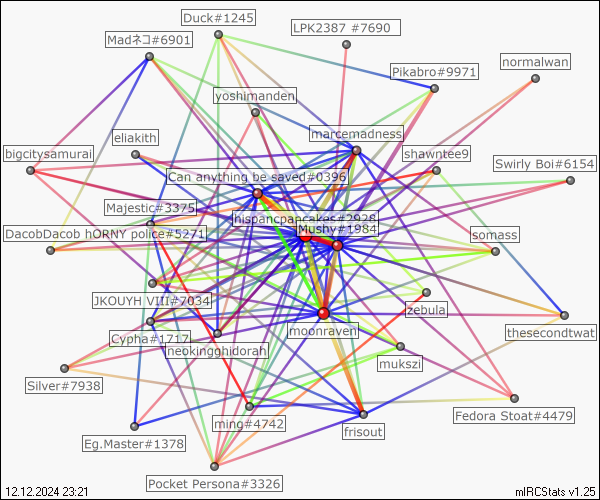 Duck#1245
LPK2387 #7690
Madネコ#6901
normalwan
Pikabro#9971
yoshimanden
marcemadness
eliakith
bigcitysamurai
shawntee9
Swirly Boi#6154
Can anything be saved#0396
Majestic#3375
hispancpancakes#2928
Mushy#1984
DacobDacob hORNY police#5271
somass
JKOUYH VIII#7034
zebula
Cypha#1717
moonraven
thesecondtwat
neokingghidorah
mukszi
Silver#7938
Fedora Stoat#4479
ming#4742
frisout
Eg.Master#1378
Pocket Persona#3326
12.12.2024 23:21
mIRCStats v1.25